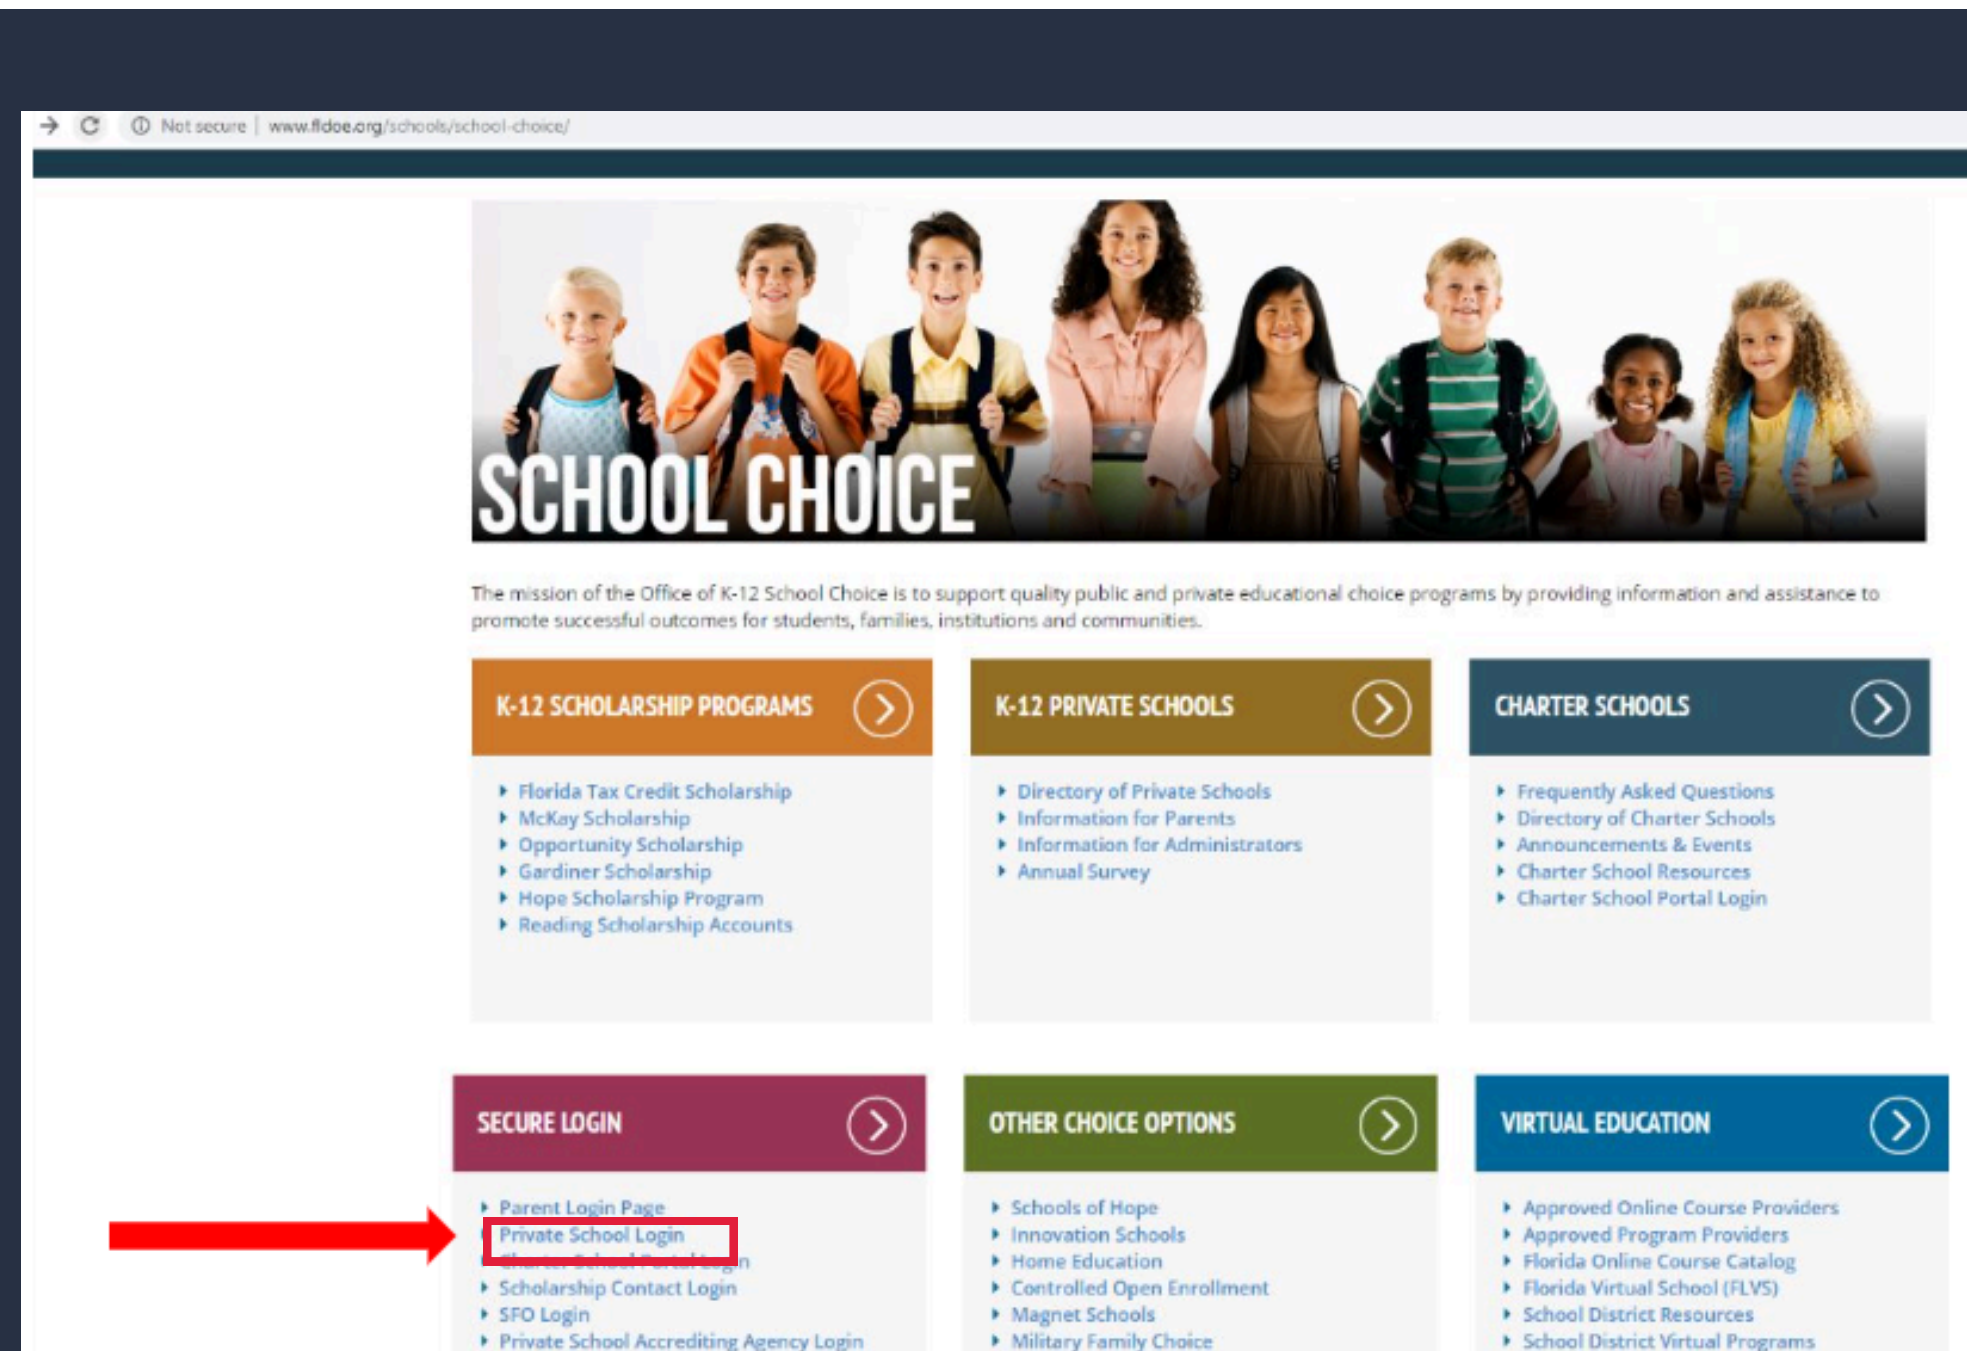 Not secure | www.fldoe.org/schools/school-choice/
SCHOOL CHOICE
The mission of the Office of K-12 School Choice is to support quality public and private educational choice programs by providing information and assistance to
promote successful outcomes for students, families, institutions and communities.
K-12 SCHOLARSHIP PROGRAMS
Florida Tax Credit Scholarship
McKay Scholarship
Opportunity Scholarship
Gardiner Scholarship
Hope Scholarship Program
Reading Scholarship Accounts
K-12 PRIVATE SCHOOLS
Directory of Private Schools
Information for Parents
Information for Administrators
Annual Survey
CHARTER SCHOOLS
Frequently Asked Questions
Directory of Charter Schools
Announcements & Events
Charter School Resources
Charter School Portal Login
SECURE LOGIN
Parent Login Page
Private School Login
Charter School Portal Login
Scholarship Contact Login
SFO Login
Private School Accrediting Agency Login
OTHER CHOICE OPTIONS
Schools of Hope
Innovation Schools
Home Education
Controlled Open Enrollment
Magnet Schools
Military Family Choice
VIRTUAL EDUCATION
Approved Online Course Providers
Approved Program Providers
Florida Online Course Catalog
Florida Virtual School (FLVS)
School District Resources
School District Virtual Programs